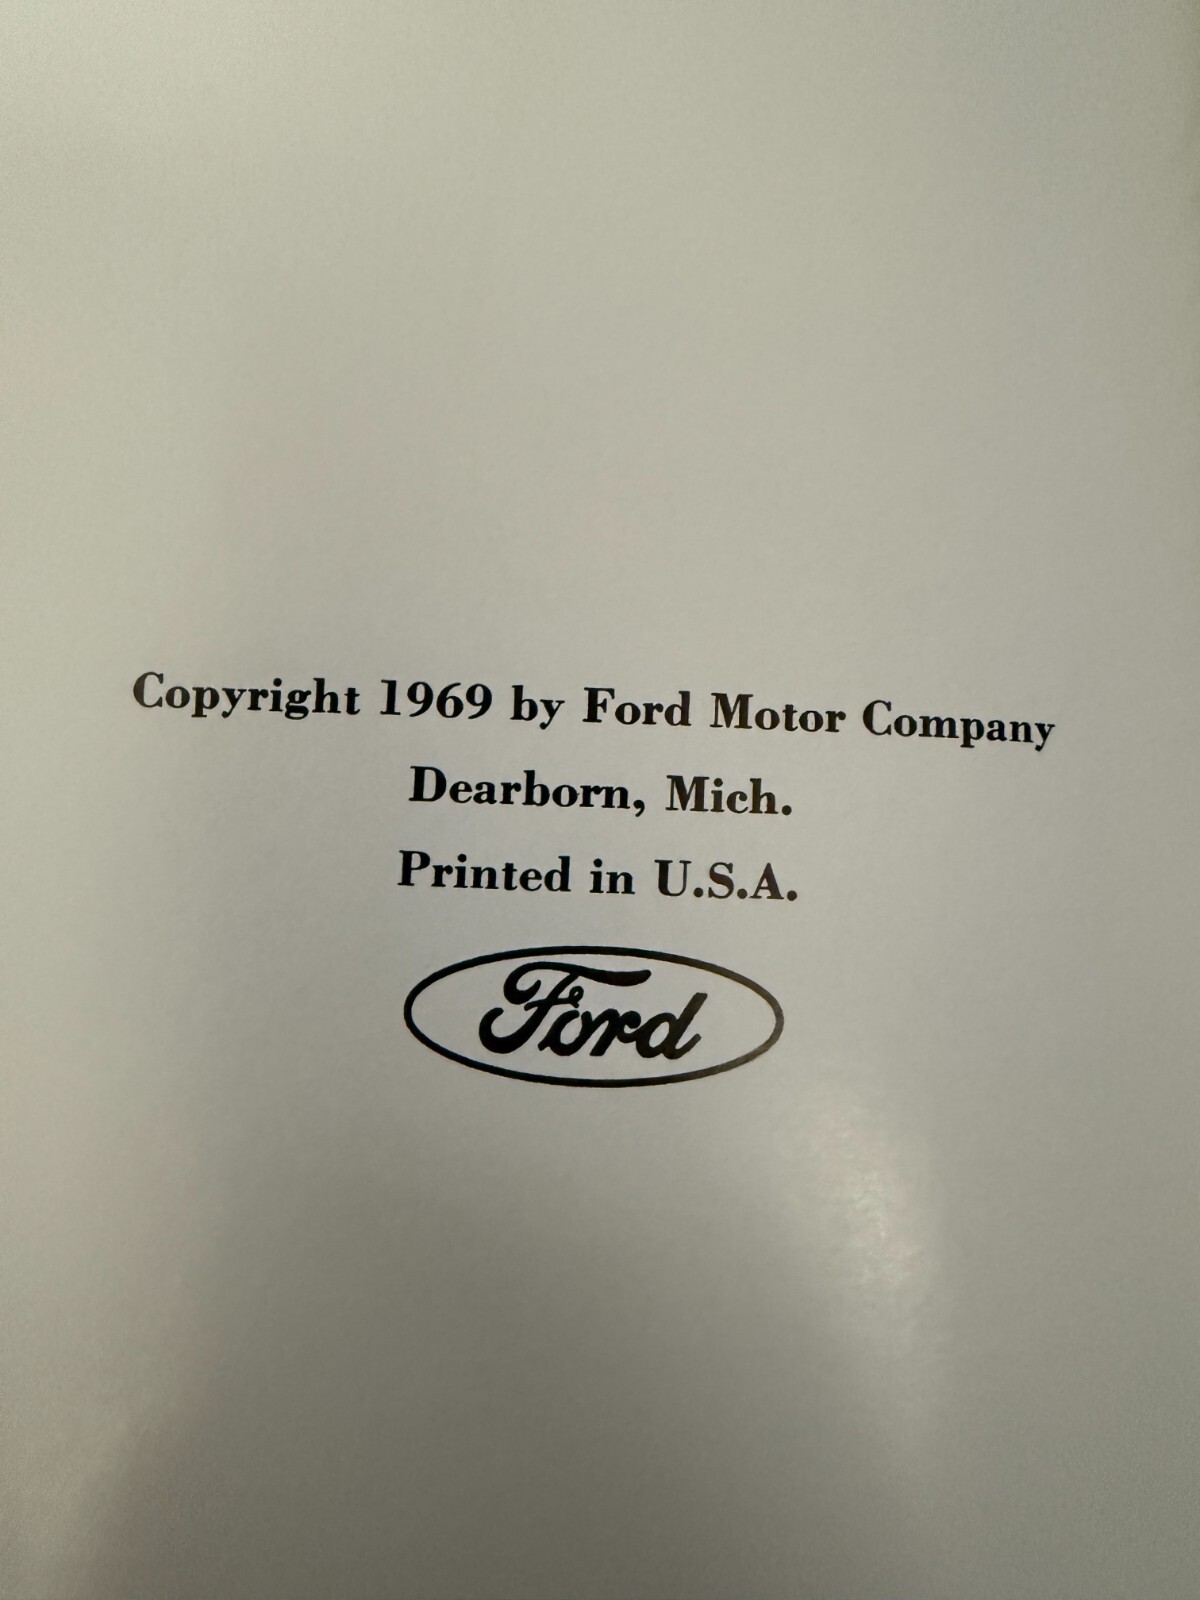 Copyright 1969 by Ford Motor Company
Dearborn, Mich.
Printed in U.S.A.
Ford